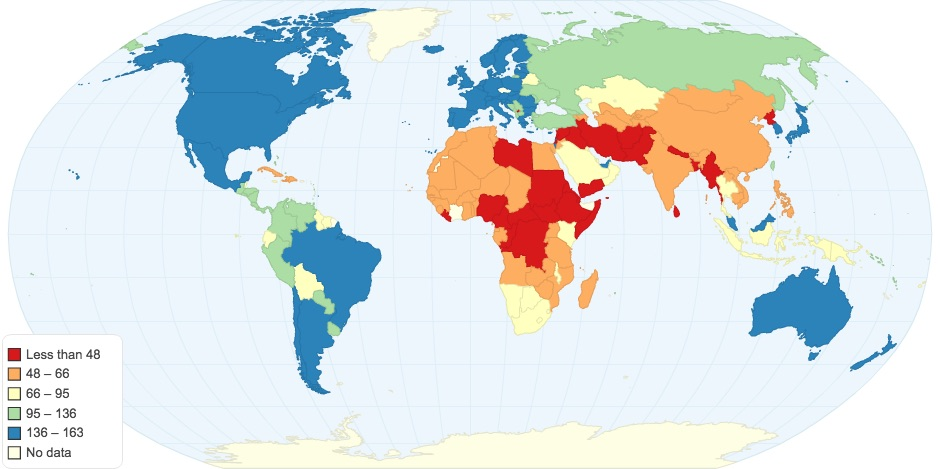 Less than 48
48 – 66
66 – 95
95 – 136
136 – 163
No data